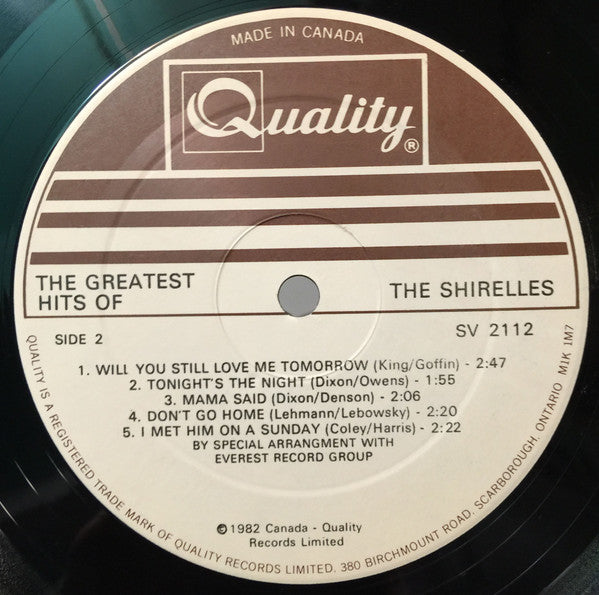 MADE IN CANADA
Quality®
THE GREATEST
HITS OF
THE SHIRELLES
SIDE 2
SV 2112
1. WILL YOU STILL LOVE ME TOMORROW (King/Goffin) - 2:47
2. TONIGHT'S THE NIGHT (Dixon/Owens) - 1:55
3. MAMA SAID (Dixon/Denson) - 2:06
4. DON'T GO HOME (Lehmann/Lebowsky) - 2:20
5. I MET HIM ON A SUNDAY (Coley/Harris) - 2:22
BY SPECIAL ARRANGMENT WITH
EVEREST RECORD GROUP
©1982 Canada - Quality
Records Limited
QUALITY IS A REGISTERED TRADE MARK OF QUALITY RECORDS LIMITED. 380 BIRCHMOUNT ROAD, SCARBOROUGH, ONTARIO M1K 1M7